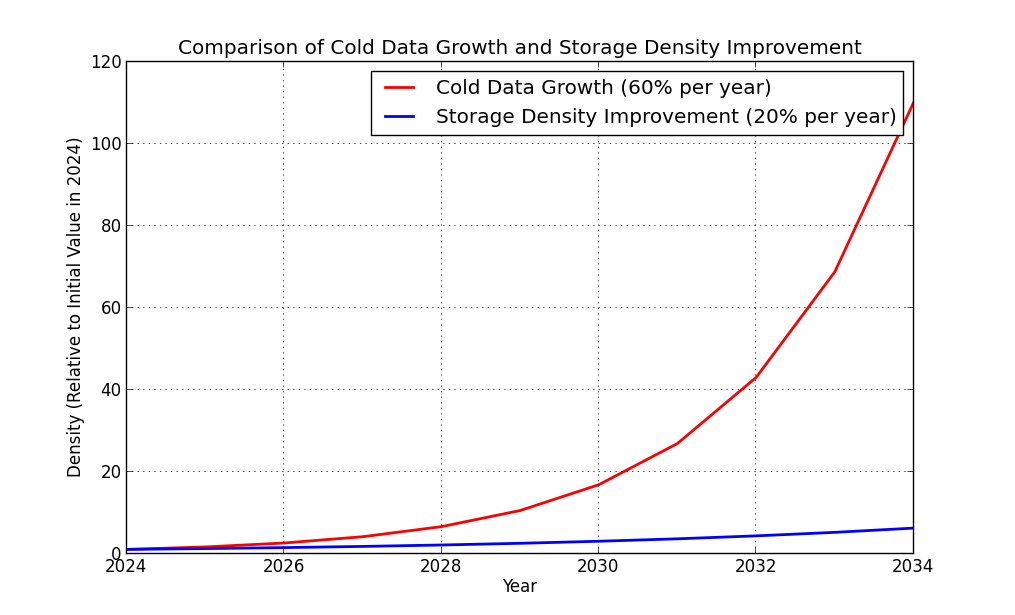 Comparison of Cold Data Growth and Storage Density Improvement
120
100
80
60
40
20
0
Density (Relative to Initial Value in 2024)
Cold Data Growth (60% per year)
Storage Density Improvement (20% per year)
2024 2026 2028 2030 2032 2034
Year